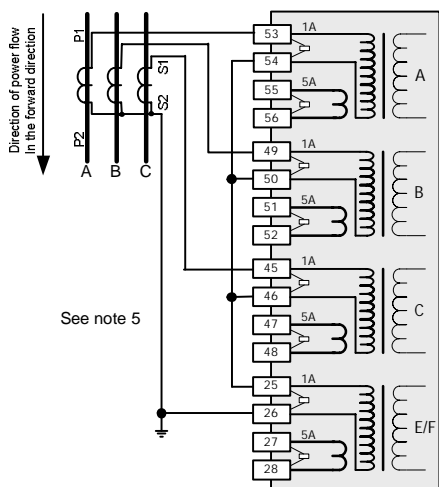 Direction of power flow
In the forward direction
P1
P2
A
B
C
S1
S2
See note 5
53
1A
54
55
5A
56
A
49
1A
50
51
5A
52
B
45
1A
46
47
5A
48
C
25
1A
26
27
5A
28
E/F